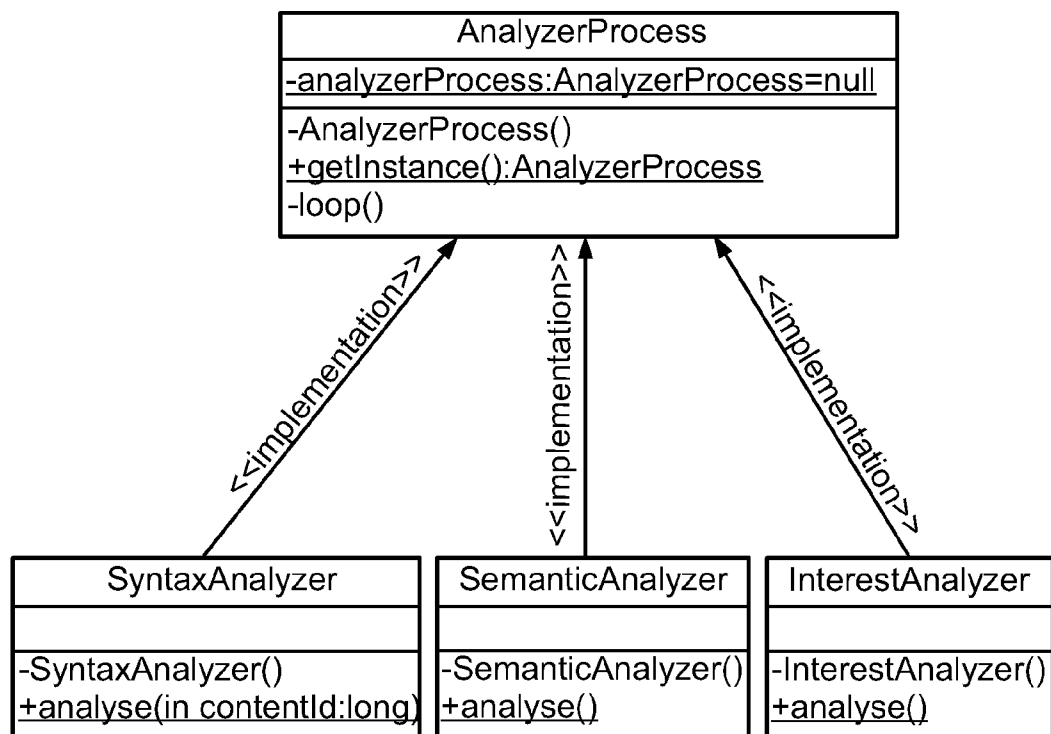 AnalyzerProcess
-analyzerProcess:AnalyzerProcess=null
-AnalyzerProcess()
+getInstance():AnalyzerProcess
-loop()
<<implementation>>
<<implementation>>
<<implementation>>
SyntaxAnalyzer
-SyntaxAnalyzer()
+analyse(in contentId:long)
SemanticAnalyzer
-SemanticAnalyzer()
+analyse()
InterestAnalyzer
-InterestAnalyzer()
+analyse()